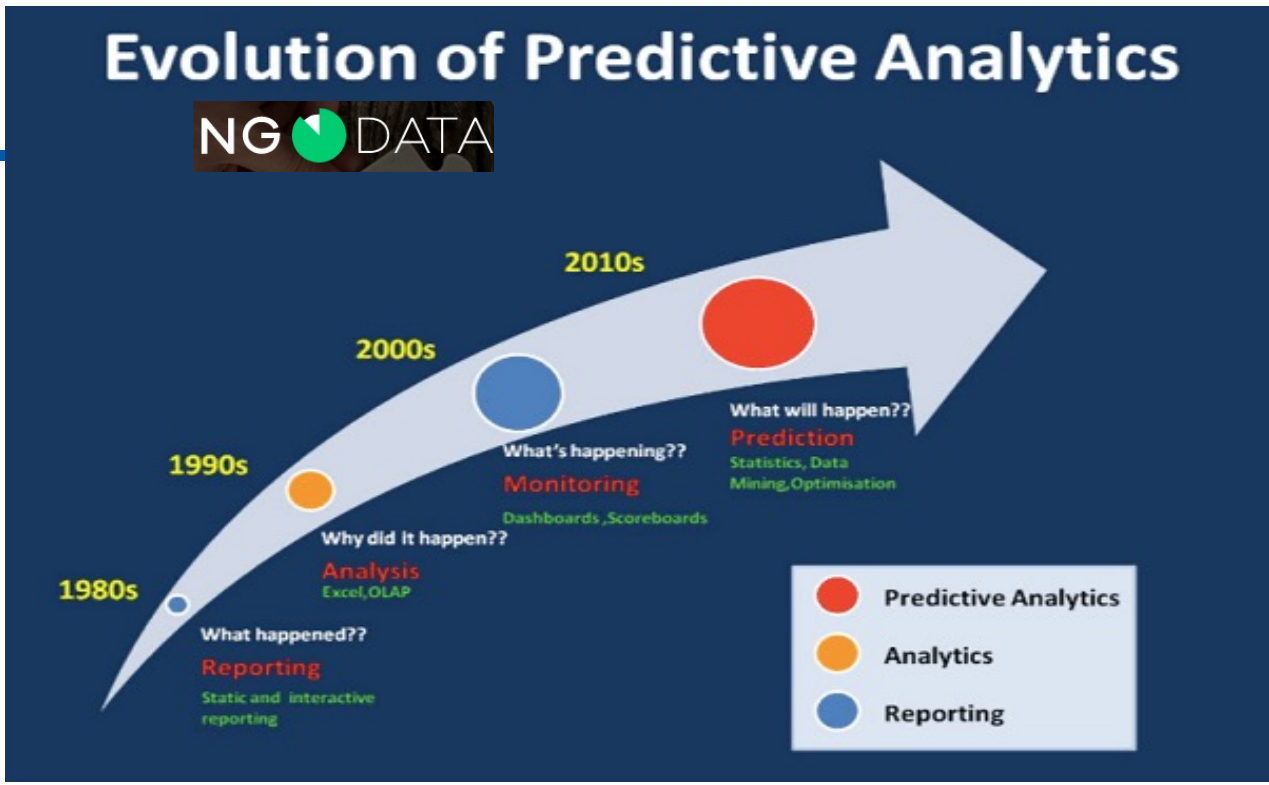 Evolution of Predictive Analytics
NG DATA
2010s
2000s
1990s
1980s
What will happen??
Prediction
Statistics, Data
Mining,Optimisation
What's happening??
Monitoring
Dashboards ,Scoreboards
Why did it happen??
Analysis
Excel,OLAP
What happened??
Reporting
Static and interactive
reporting
Predictive Analytics
Analytics
Reporting